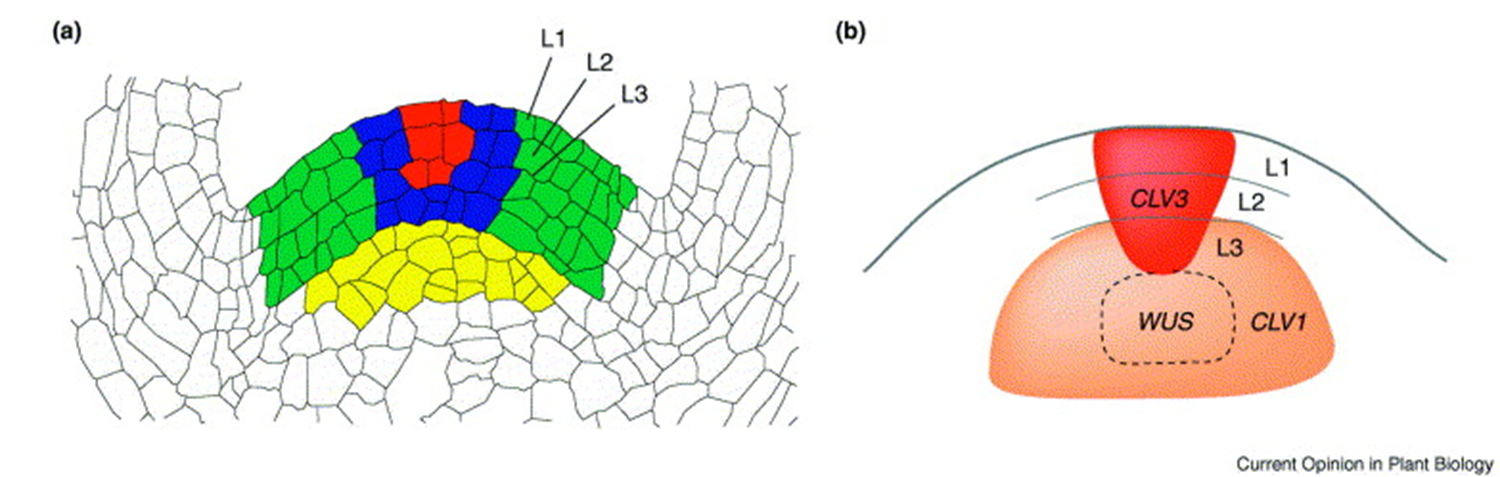 (a)
L1
L2
L3
(b)
L1
CLV3
L2
L3
WUS
CLV1
Current Opinion in Plant Biology